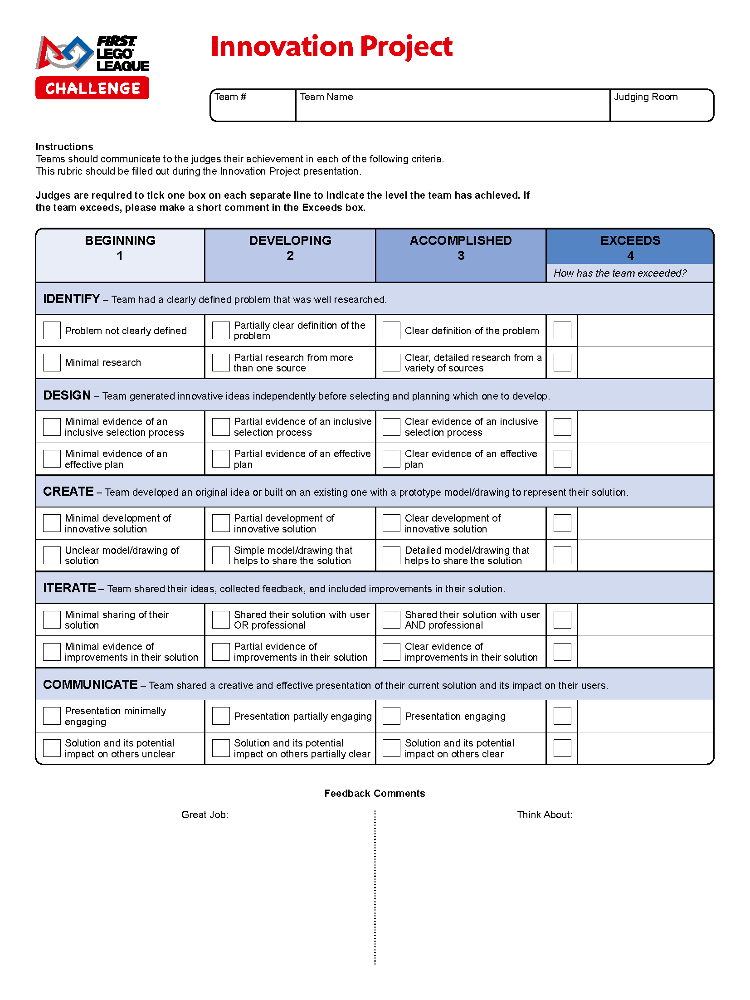 FIRST
LEGO
LEAGUE
CHALLENGE
Innovation Project
Team #
Team Name
Judging Room
Instructions
Teams should communicate to the judges their achievement in each of the following criteria.
This rubric should be filled out during the Innovation Project presentation.
Judges are required to tick one box on each separate line to indicate the level the team has achieved. If
the team exceeds, please make a short comment in the Exceeds box.
BEGINNING
1
DEVELOPING
2
ACCOMPLISHED
3
EXCEEDS
4
How has the team exceeded?
IDENTIFY – Team had a clearly defined problem that was well researched.
Problem not clearly defined
Partially clear definition of the
problem
Clear definition of the problem
Minimal research
Partial research from more
than one source
Clear, detailed research from a
variety of sources
DESIGN – Team generated innovative ideas independently before selecting and planning which one to develop.
Minimal evidence of an
inclusive selection process
Partial evidence of an inclusive
selection process
Clear evidence of an inclusive
selection process
Minimal evidence of an
effective plan
Partial evidence of an effective
plan
Clear evidence of an effective
plan
CREATE – Team developed an original idea or built on an existing one with a prototype model/drawing to represent their solution.
Minimal development of
innovative solution
Partial development of
innovative solution
Clear development of
innovative solution
Unclear model/drawing of
solution
Simple model/drawing that
helps to share the solution
Detailed model/drawing that
helps to share the solution
ITERATE – Team shared their ideas, collected feedback, and included improvements in their solution.
Minimal sharing of their
solution
Shared their solution with user
OR professional
Shared their solution with user
AND professional
Minimal evidence of
improvements in their solution
Partial evidence of
improvements in their solution
Clear evidence of
improvements in their solution
COMMUNICATE – Team shared a creative and effective presentation of their current solution and its impact on their users.
Presentation minimally
engaging
Presentation partially engaging
Presentation engaging
Solution and its potential
impact on others unclear
Solution and its potential
impact on others partially clear
Solution and its potential
impact on others clear
Feedback Comments
Great Job:
Think About: